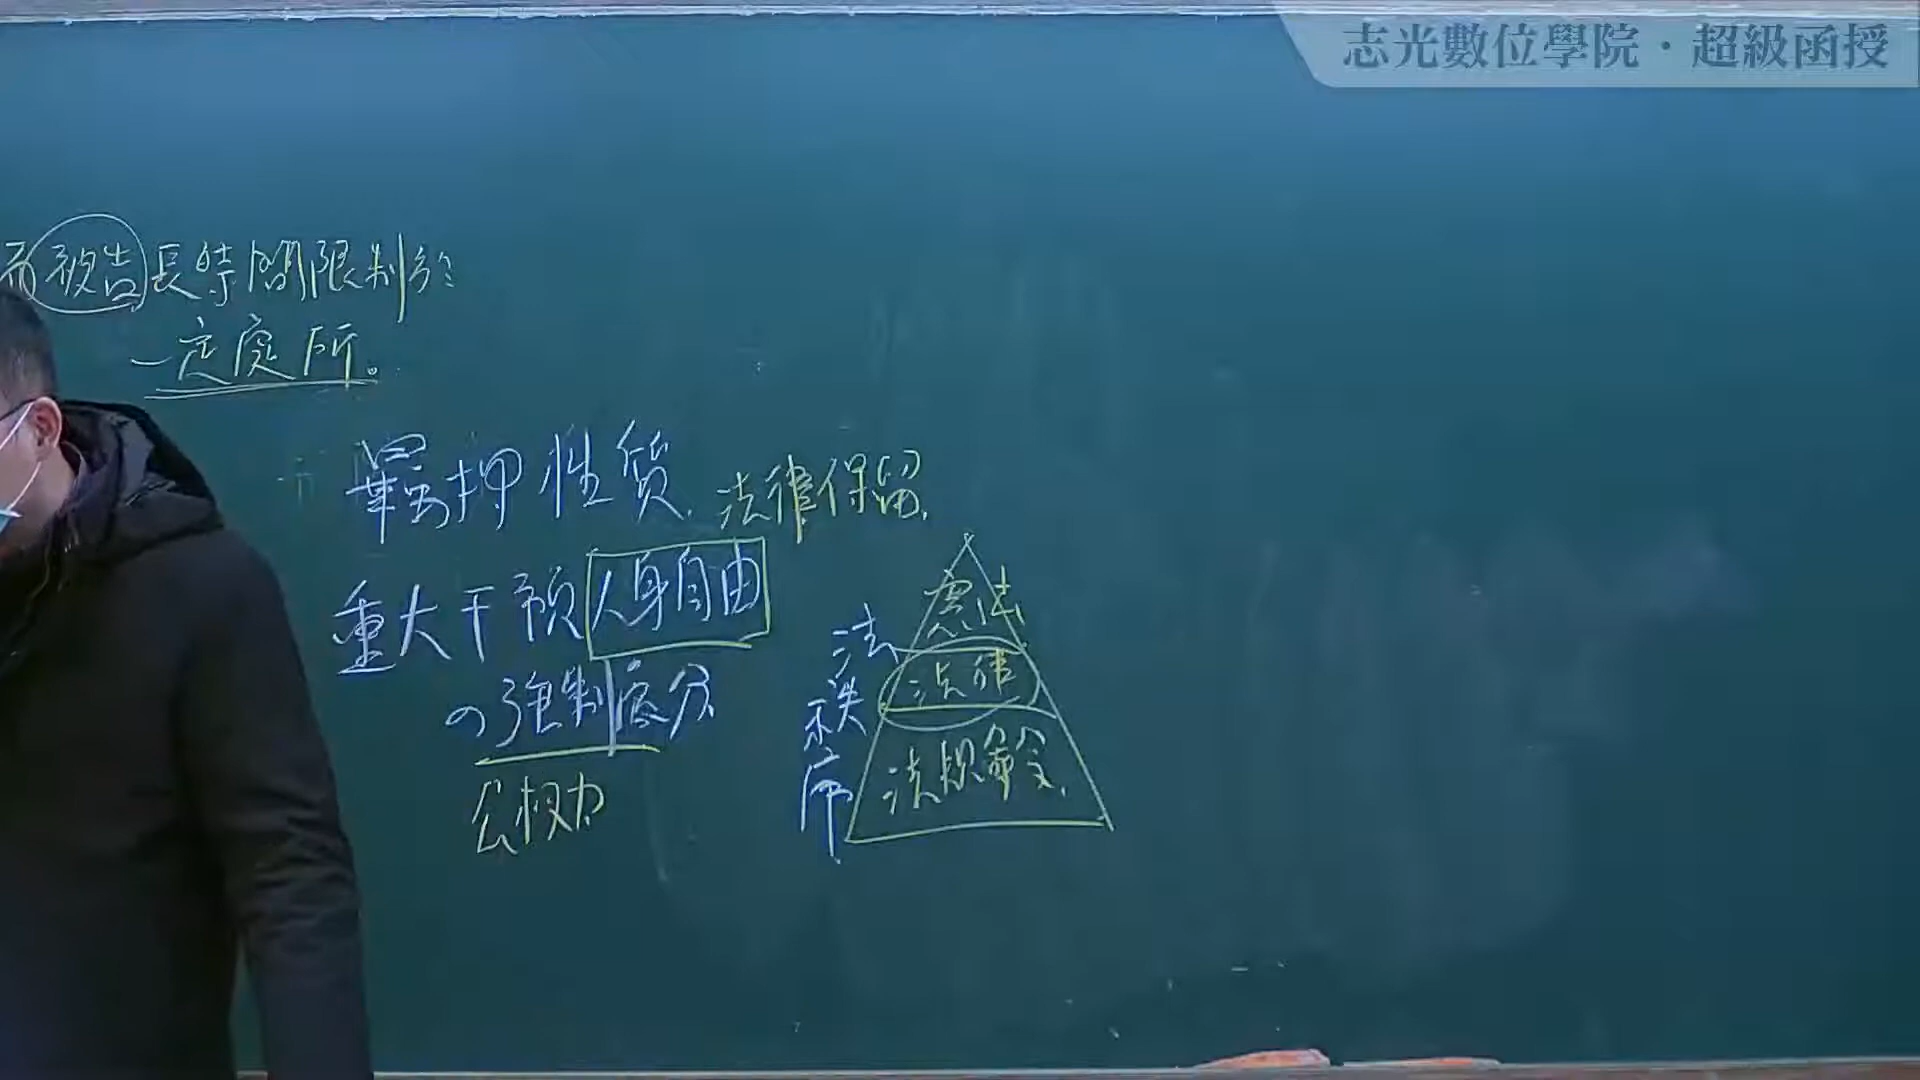 志光數位學院・超級函授
而被告長時間限制於
一定處所。
羈押性質. 法律保留.
重大干預人身自由
の強制處分
公权力
法秩序
憲法
法律
法規命令.